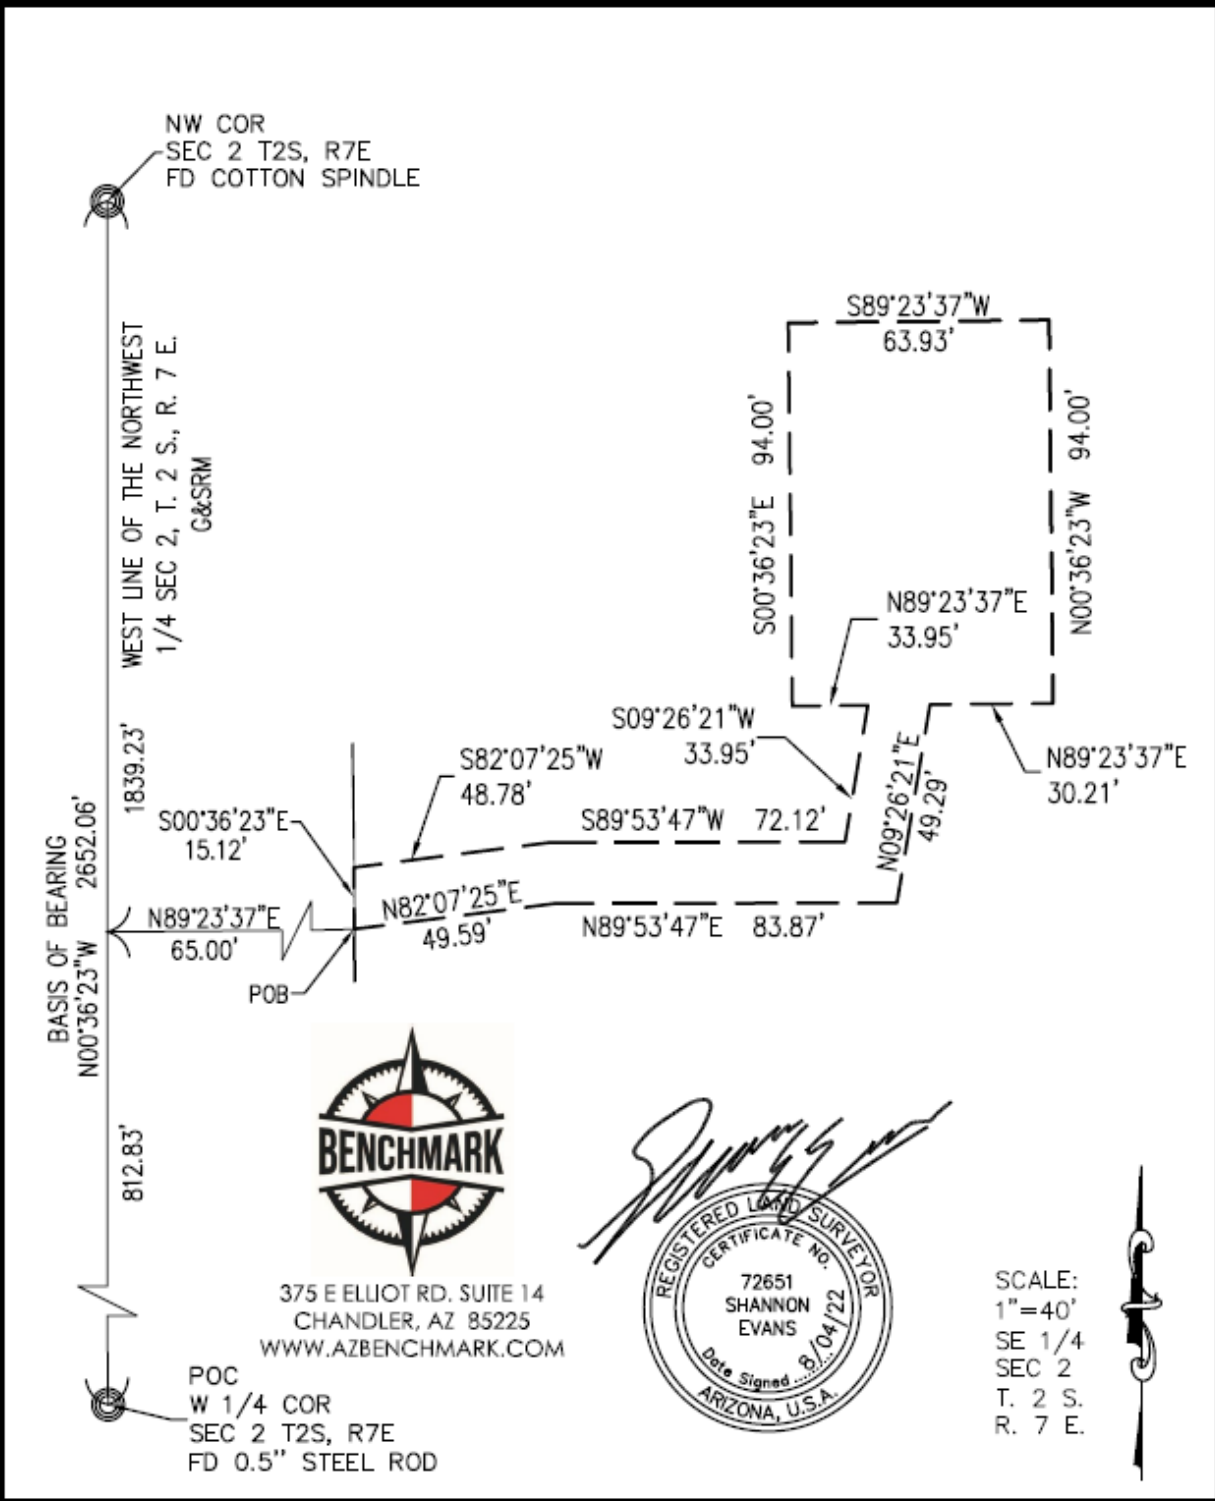 NW COR
SEC 2 T2S, R7E
FD COTTON SPINDLE
WEST LINE OF THE NORTHWEST
1/4 SEC 2, T. 2 S., R. 7 E.
G&SRM
S89°23'37"W
63.93'
S00°36'23"E 94.00'
N00°36'23"W 94.00'
N89°23'37"E
33.95'
S09°26'21"W
33.95'
N89°23'37"E
30.21'
N09°26'21"E
49.29'
S82°07'25"W
48.78'
S89°53'47"W 72.12'
1839.23'
S00°36'23"E
15.12'
BASIS OF BEARING
N00°36'23"W 2652.06'
N89°23'37"E
65.00'
N82°07'25"E
49.59'
N89°53'47"E 83.87'
POB
812.83'
BENCHMARK
375 E ELLIOT RD. SUITE 14
CHANDLER, AZ 85225
WWW.AZBENCHMARK.COM
REGISTERED LAND SURVEYOR
CERTIFICATE NO.
72651
SHANNON
EVANS
Date Signed 8/04/22
ARIZONA, U.S.A.
SCALE:
1"=40'
SE 1/4
SEC 2
T. 2 S.
R. 7 E.
POC
W 1/4 COR
SEC 2 T2S, R7E
FD 0.5" STEEL ROD